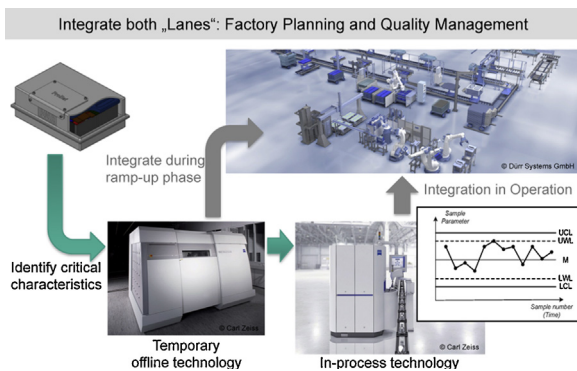 Integrate both „Lanes“: Factory Planning and Quality Management
Integrate during
ramp-up phase
© Dürr Systems GmbH
Integration in Operation
Identify critical
characteristics
© Carl Zeiss
Temporary
offline technology
© Carl Zeiss
In-process technology
Sample
Parameter
UCL
UWL
M
LWL
LCL
Sample number
(Time)